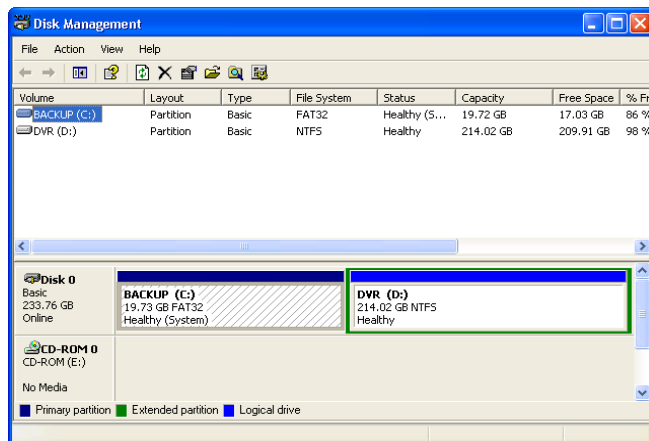 Disk Management
File Action View Help
Volume Layout Type File System Status Capacity Free Space % Fr
BACKUP (C:) Partition Basic FAT32 Healthy (S... 19.72 GB 17.03 GB 86 %
DVR (D:) Partition Basic NTFS Healthy 214.02 GB 209.91 GB 98 %
Disk 0
Basic
233.76 GB
Online
BACKUP (C:)
19.73 GB FAT32
Healthy (System)
DVR (D:)
214.02 GB NTFS
Healthy
CD-ROM 0
CD-ROM (E:)
No Media
Primary partition Extended partition Logical drive